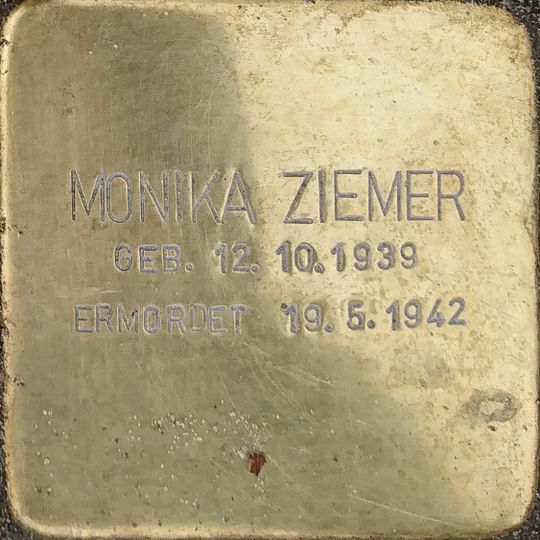 MONIKA ZIEMER
GEB. 12. 10. 1939
ERMORDET 19. 5. 1942